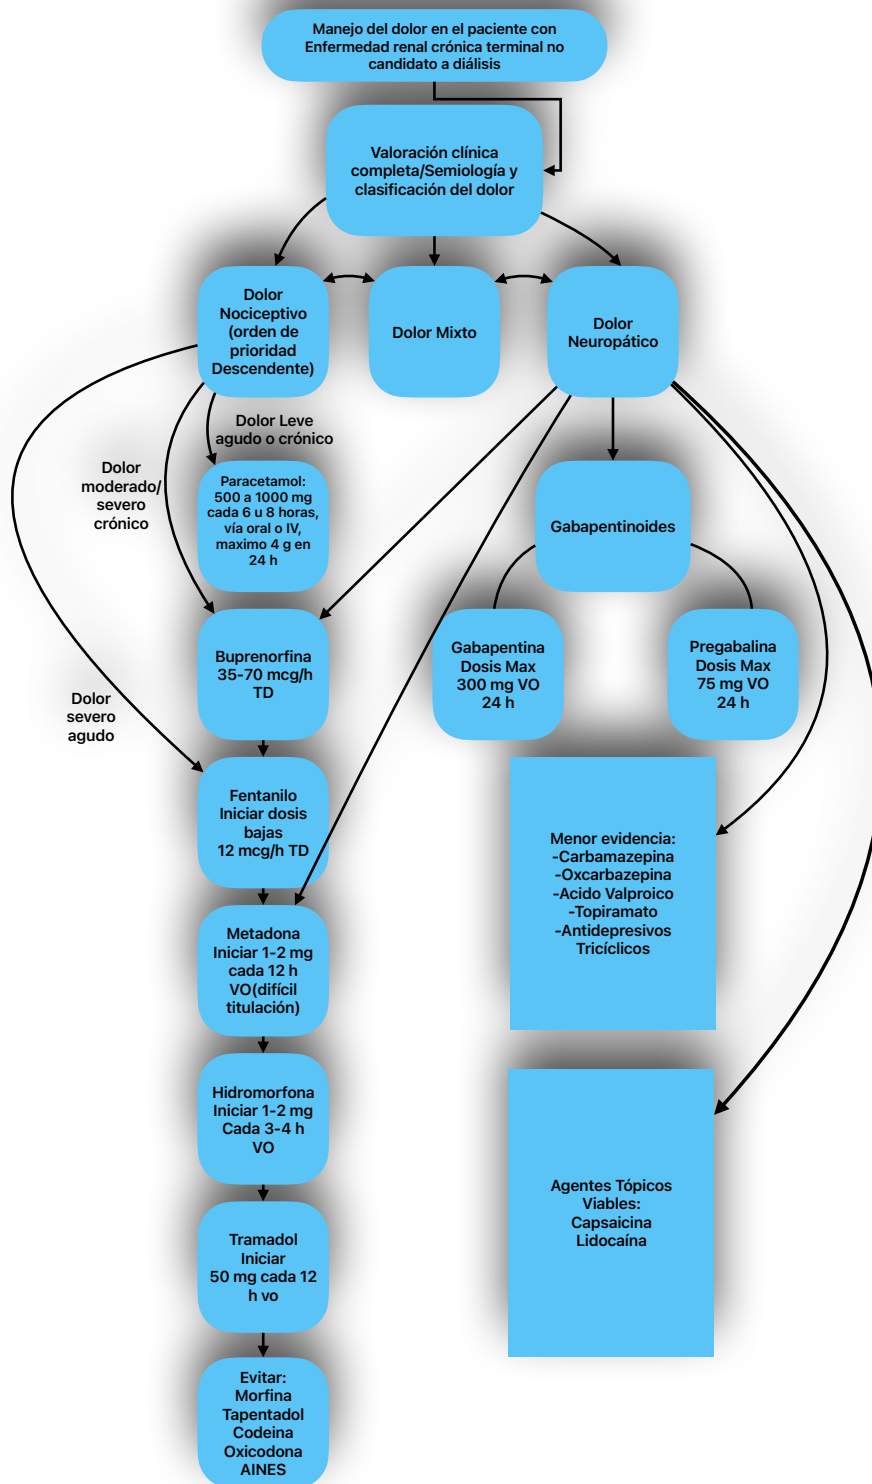 Manejo del dolor en el paciente con
Enfermedad renal crónica terminal no
candidato a diálisis
Valoración clínica
completa/Semiología y
clasificación del dolor
Dolor
Nociceptivo
(orden de
prioridad
Descendente)
Dolor Mixto
Dolor
Neuropático
Dolor Leve
agudo o crónico
Dolor
moderado/
severo
crónico
Paracetamol:
500 a 1000 mg
cada 6 u 8 horas,
vía oral o IV,
maximo 4 g en
24 h
Gabapentinoides
Buprenorfina
35-70 mcg/h
TD
Gabapentina
Dosis Max
300 mg VO
24 h
Pregabalina
Dosis Max
75 mg VO
24 h
Dolor
severo
agudo
Fentanilo
Iniciar dosis
bajas
12 mcg/h TD
Menor evidencia:
-Carbamazepina
-Oxcarbazepina
-Acido Valproico
-Topiramato
-Antidepresivos
Tricíclicos
Metadona
Iniciar 1-2 mg
cada 12 h
VO(difícil
titulación)
Hidromorfona
Iniciar 1-2 mg
Cada 3-4 h
VO
Agentes Tópicos
Viables:
Capsaicina
Lidocaína
Tramadol
Iniciar
50 mg cada 12
h vo
Evitar:
Morfina
Tapentadol
Codeina
Oxicodona
AINES